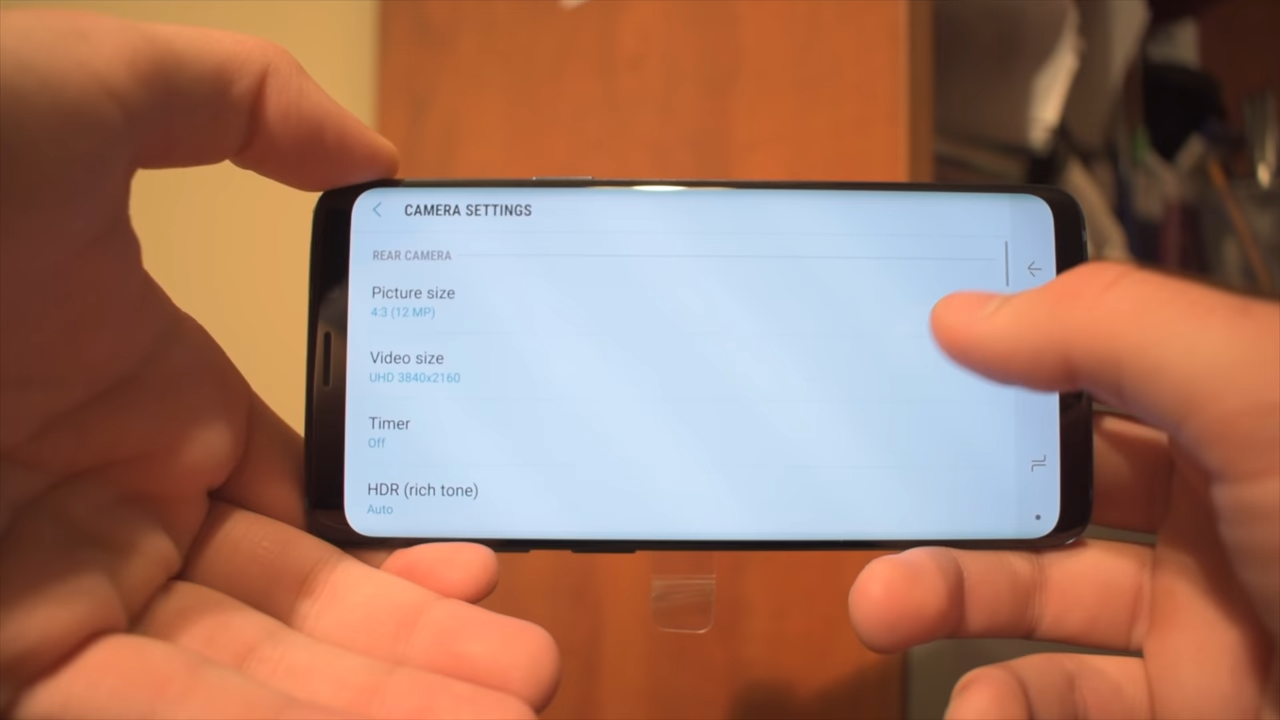 CAMERA SETTINGS
REAR CAMERA
Picture size
4:3 (12 MP)
Video size
UHD 3840x2160
Timer
Off
HDR (rich tone)
Auto